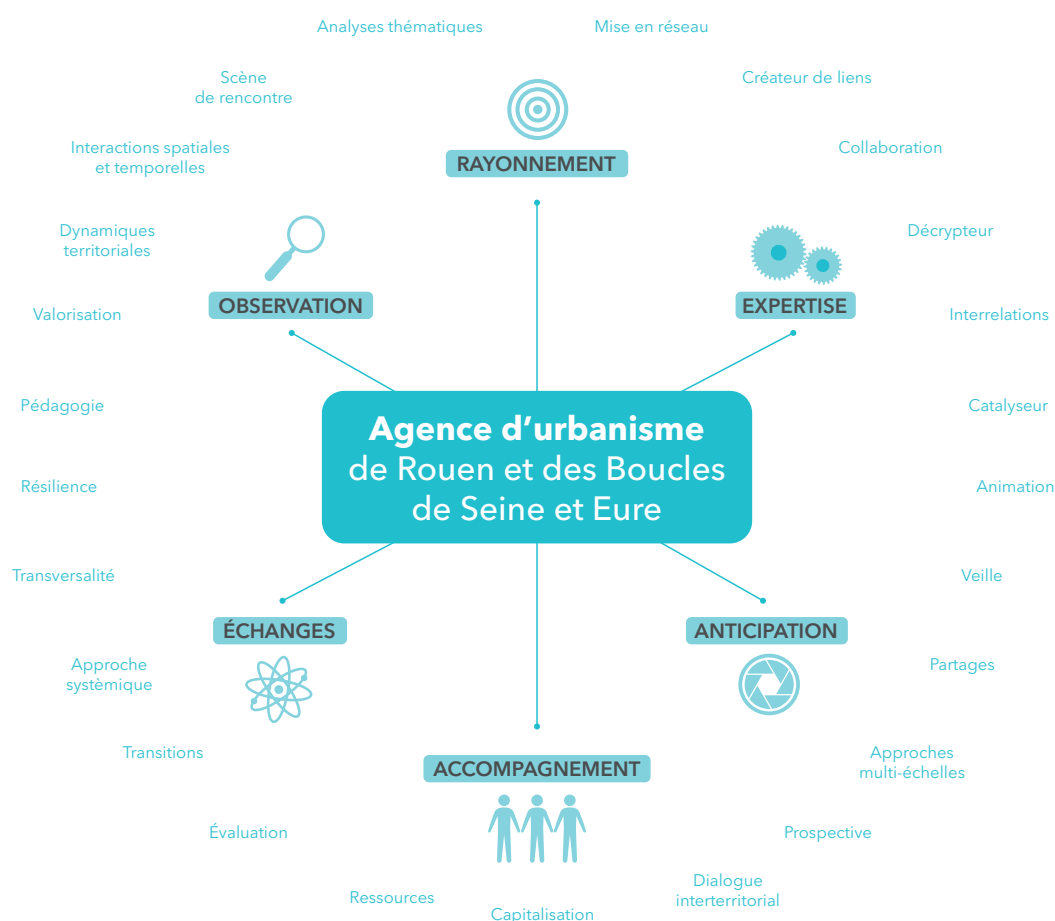 Analyses thématiques
Mise en réseau
Scène
de rencontre
Créateur de liens
Interactions spatiales
et temporelles
RAYONNEMENT
Collaboration
Dynamiques
territoriales
Décrypteur
OBSERVATION
EXPERTISE
Valorisation
Interrelations
Pédagogie
Catalyseur
Agence d’urbanisme
de Rouen et des Boucles
de Seine et Eure
Résilience
Animation
Transversalité
Veille
ÉCHANGES
ANTICIPATION
Approche
systèmique
Partages
Transitions
Approches
multi-échelles
ACCOMPAGNEMENT
Évaluation
Prospective
Ressources
Dialogue
interterritorial
Capitalisation